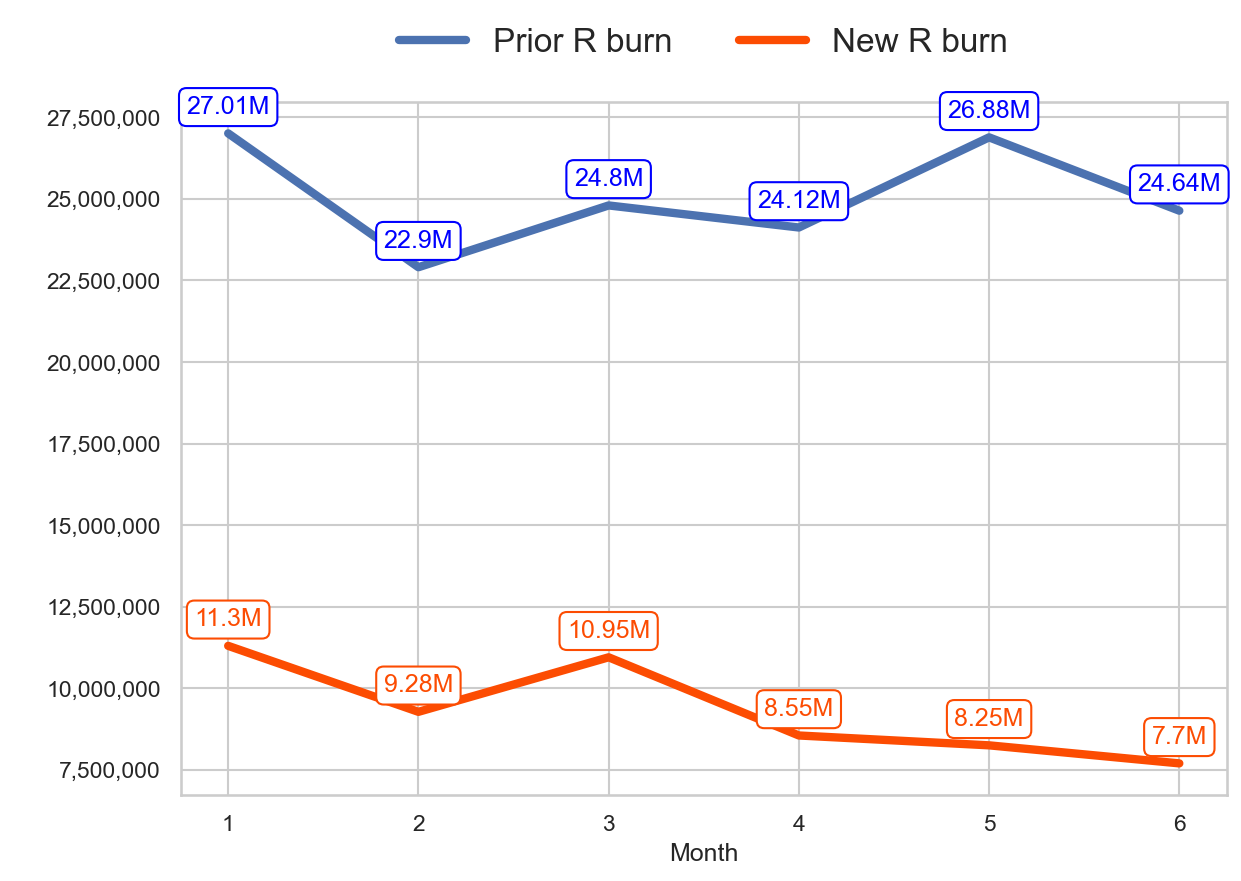 Prior R burn New R burn
27,500,000
25,000,000
22,500,000
20,000,000
17,500,000
15,000,000
12,500,000
10,000,000
7,500,000
27.01M
22.9M
24.8M
24.12M
26.88M
24.64M
11.3M
9.28M
10.95M
8.55M
8.25M
7.7M
1 2 3 4 5 6
Month